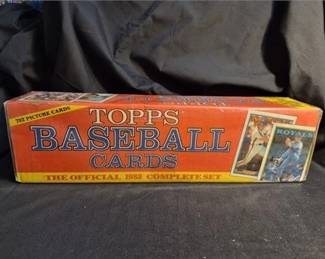 792 PICTURE CARDS
TOPPS
BASEBALL
CARDS
THE OFFICIAL 1988 COMPLETE SET
ROYALS